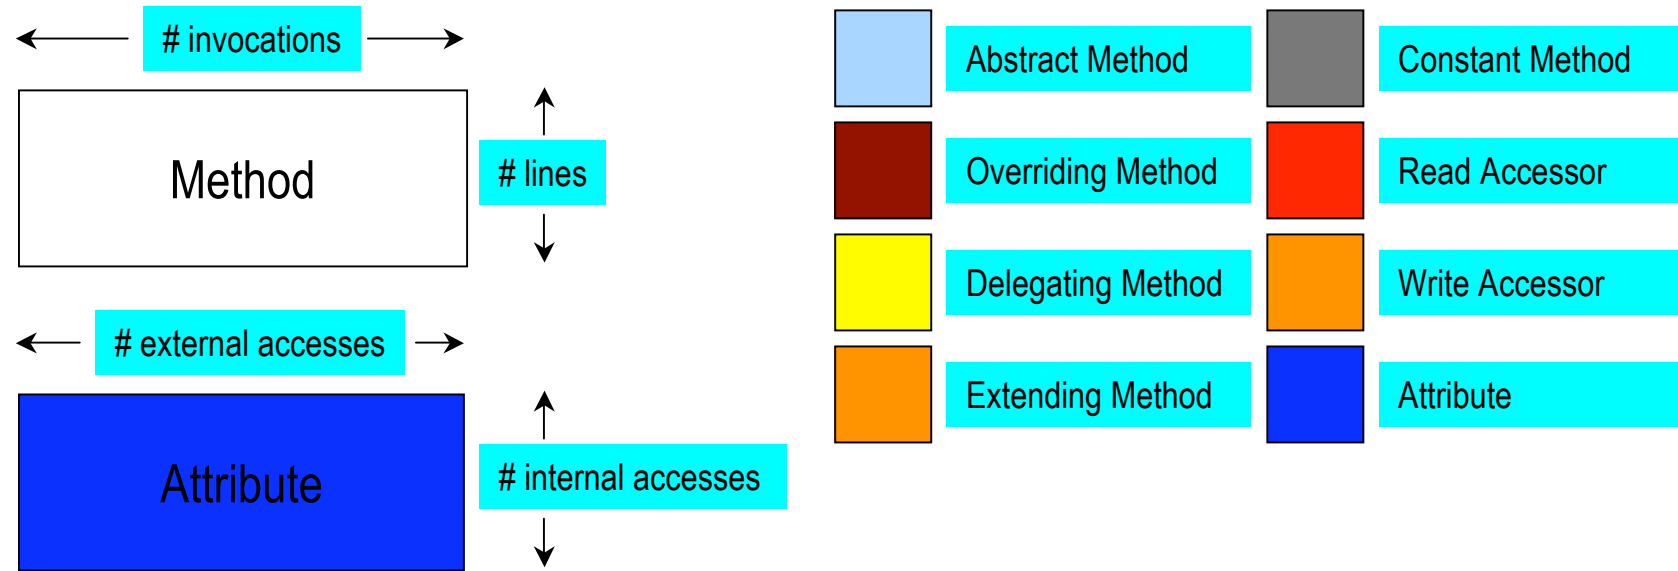 # invocations
Method
# lines
# external accesses
Attribute
# internal accesses
Abstract Method
Constant Method
Overriding Method
Read Accessor
Delegating Method
Write Accessor
Extending Method
Attribute